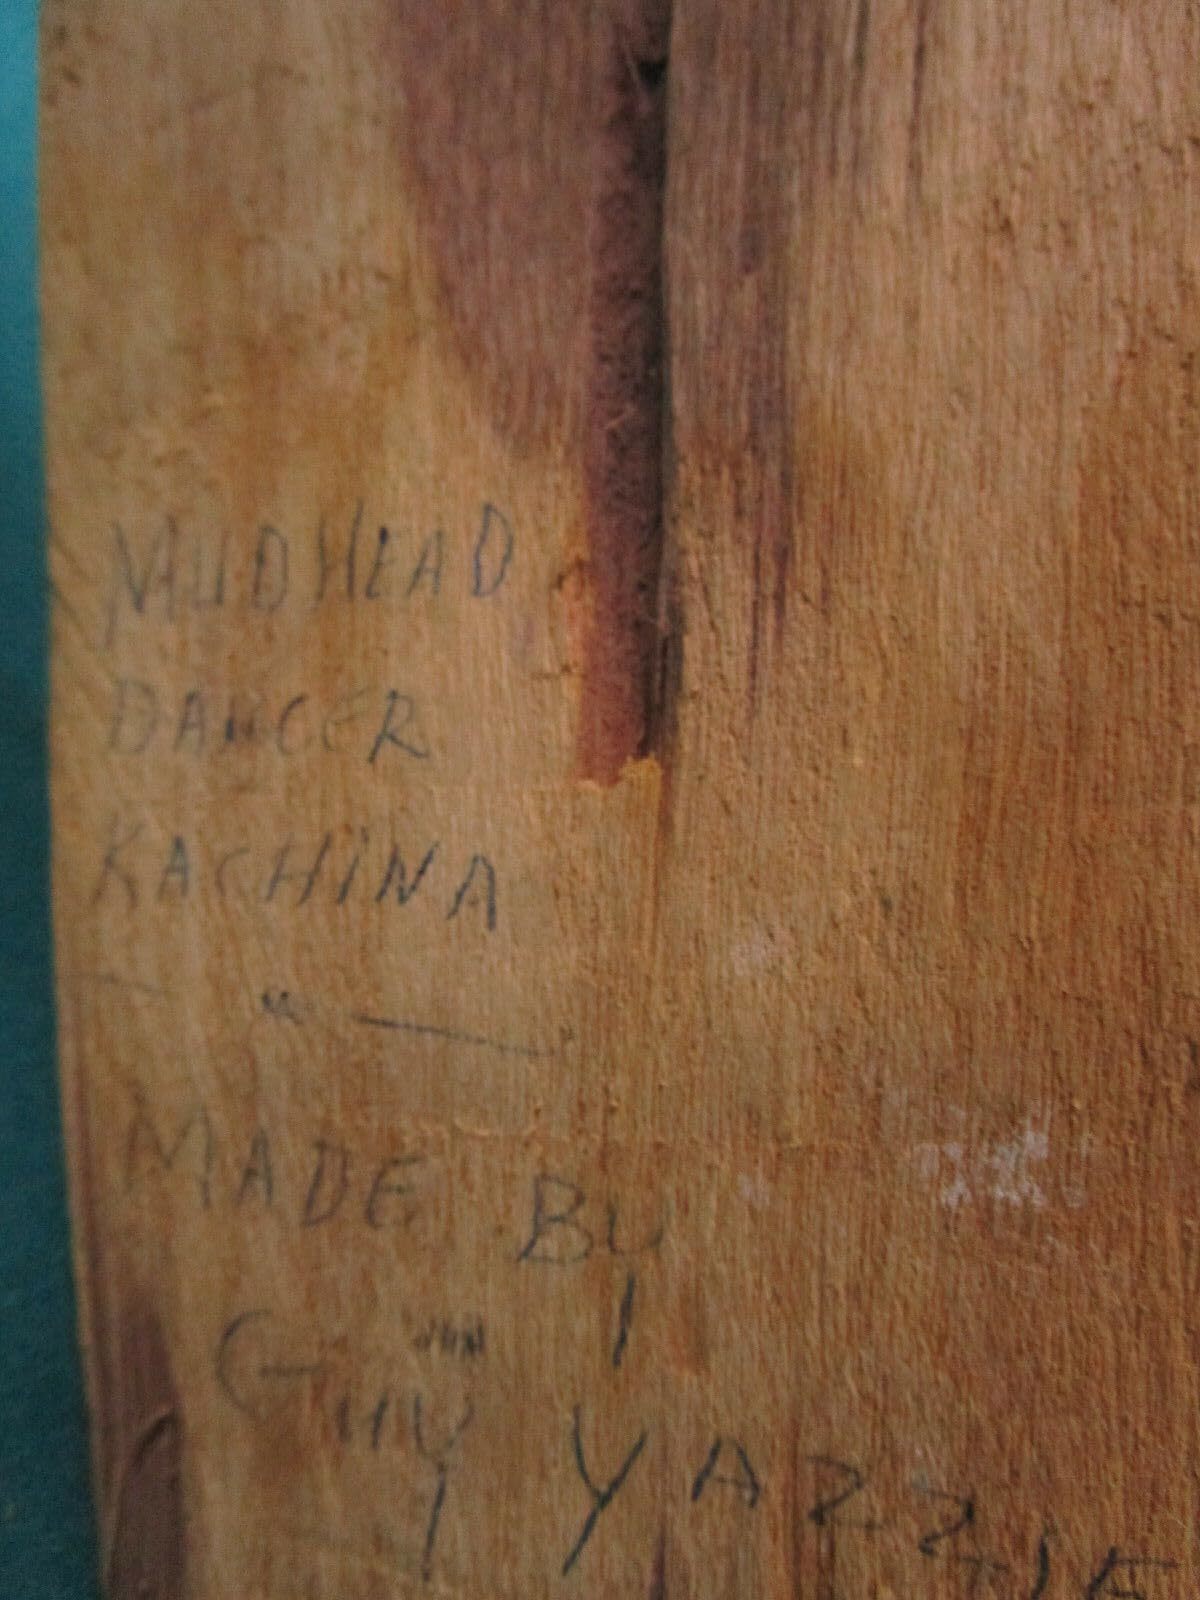 MUDHEAD
DANCER
KACHINA
MADE By
GUY YAZZIE